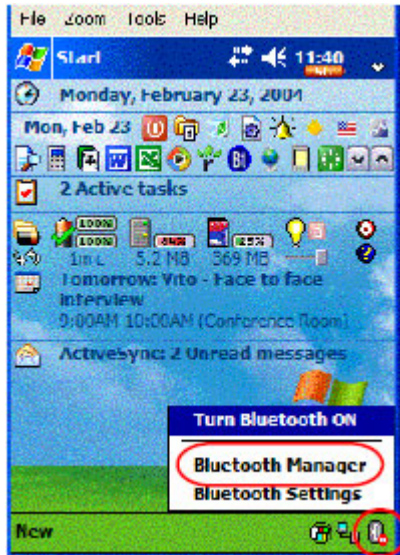 File Zoom Tools Help
Start 11:40
Monday, February 23, 2004
Mon, Feb 23
2 Active tasks
100%
100%
5.2 MB 369 MB
Tomorrow: Vito - Face to face
interview
9:00AM-10:00AM (Conference Room)
ActiveSync: 2 Unread messages
Turn Bluetooth ON
Bluetooth Manager
Bluetooth Settings
New